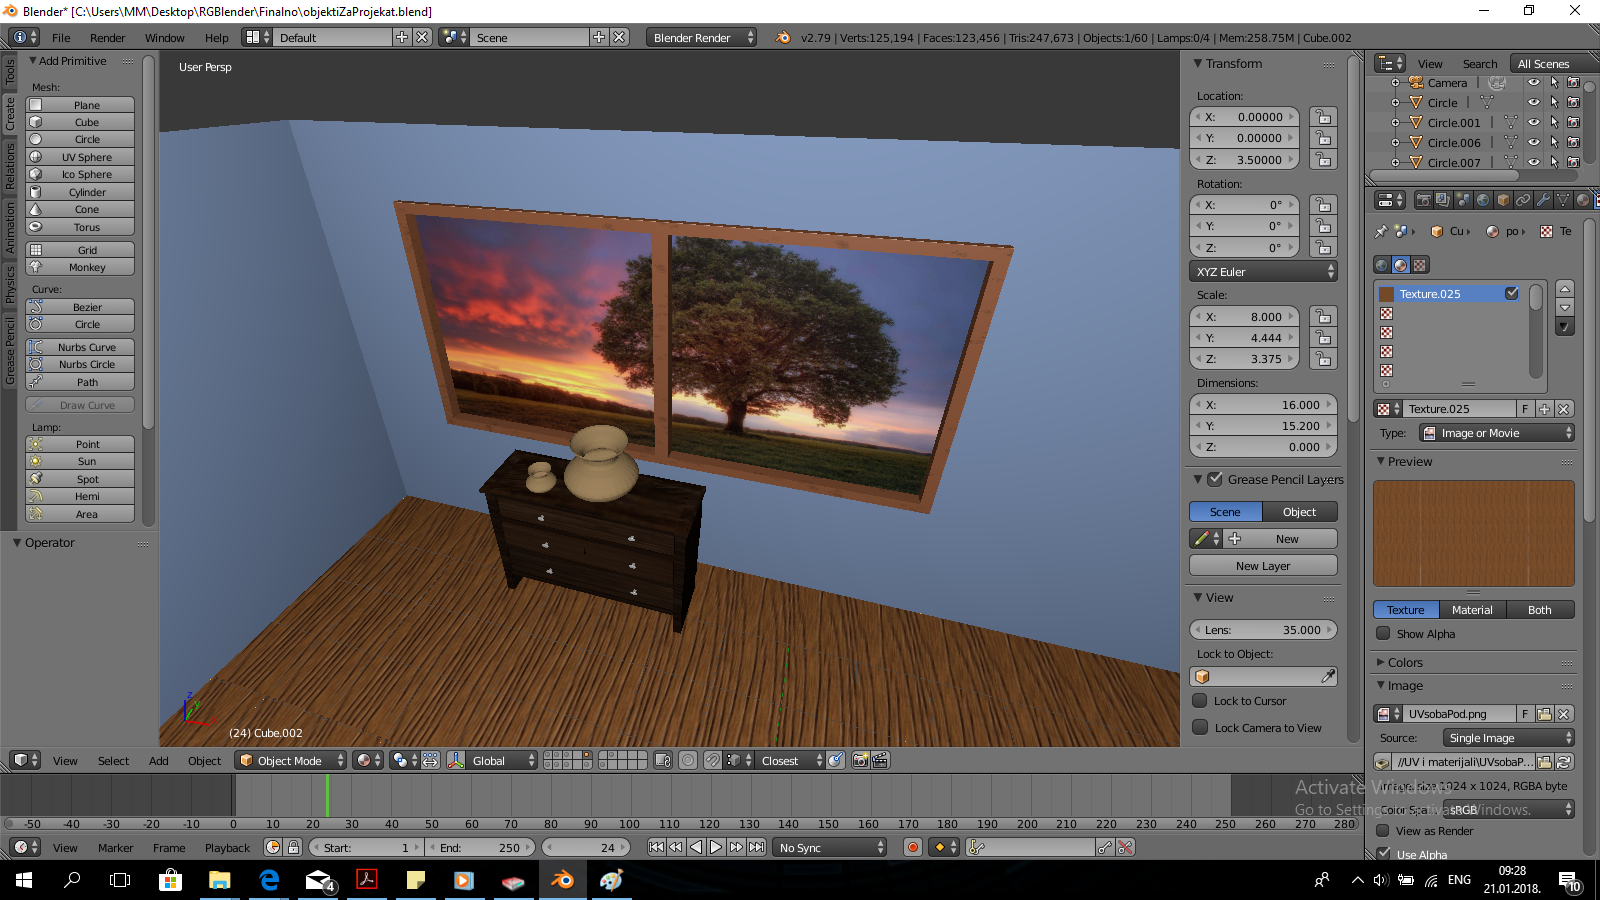 Blender* [C:\Users\MM\Desktop\RGBlender\Finalno\objektiZaProjekat.blend]
File Render Window Help Default Scene Blender Render v2.79 | Verts:125,194 | Faces:123,456 | Tris:247,673 | Objects:1/60 | Lamps:0/4 | Mem:258.75M | Cube.002
Tools
Create
Relations
Animation
Physics
Grease Pencil
Add Primitive
Mesh:
Plane
Cube
Circle
UV Sphere
Ico Sphere
Cylinder
Cone
Torus
Grid
Monkey
Curve:
Bezier
Circle
Nurbs Curve
Nurbs Circle
Path
Draw Curve
Lamp:
Point
Sun
Spot
Hemi
Area
Operator
User Persp
z
y
(24) Cube.002
Transform
Location:
X: 0.00000
Y: 0.00000
Z: 3.50000
Rotation:
X: 0°
Y: 0°
Z: 0°
XYZ Euler
Scale:
X: 8.000
Y: 4.444
Z: 3.375
Dimensions:
X: 16.000
Y: 15.200
Z: 0.000
Grease Pencil Layers
Scene Object
New
New Layer
View
Lens: 35.000
Lock to Object:
Lock to Cursor
Lock Camera to View
View Search All Scenes
Camera
Circle
Circle.001
Circle.006
Circle.007
Cu po Te
Texture.025
Texture.025 F
Type: Image or Movie
Preview
Texture Material Both
Show Alpha
Colors
Image
UVsobaPod.png F
Source: Single Image
//UV i materijali\UVsobaP...
Image: size 1024 x 1024, RGBA byte
Color Spa sRGB
View as Render
Use Alpha
Activate Windows
Go to Settings to activate Windows.
View Select Add Object Object Mode Global Closest
-50 -40 -30 -20 -10 0 10 20 30 40 50 60 70 80 90 100 110 120 130 140 150 160 170 180 190 200 210 220 230 240 250 260 270 280
View Marker Frame Playback Start: 1 End: 250 24 No Sync
4
ENG
09:28
21.01.2018.
10